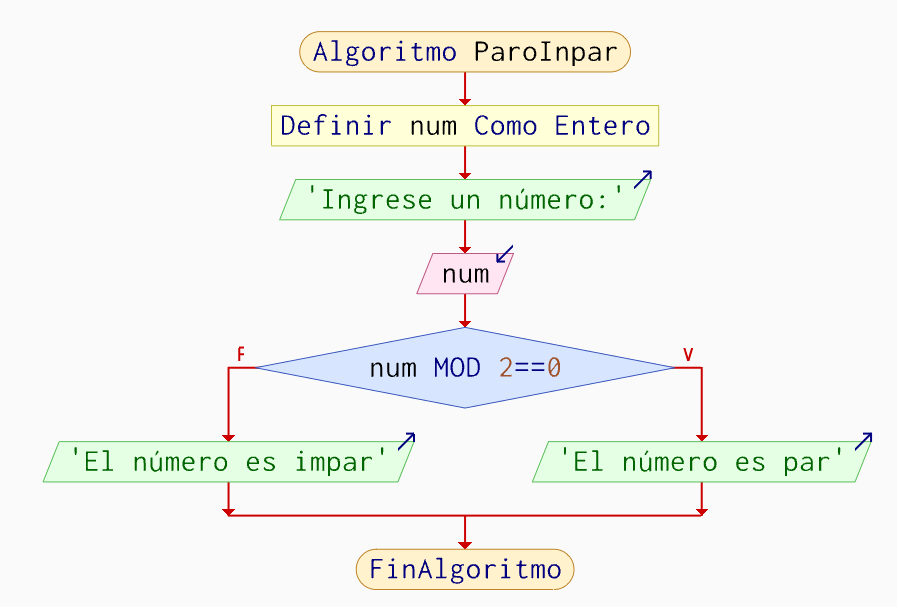 Algoritmo ParoInpar
Definir num Como Entero
'Ingrese un número:'
num
num MOD 2==0
F
V
'El número es impar'
'El número es par'
FinAlgoritmo